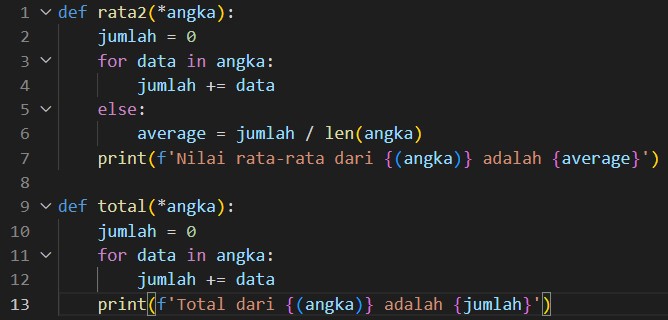 1 def rata2(*angka):
2     jumlah = 0
3     for data in angka:
4         jumlah += data
5     else:
6         average = jumlah / len(angka)
7     print(f'Nilai rata-rata dari {(angka)} adalah {average}')
8
9 def total(*angka):
10     jumlah = 0
11     for data in angka:
12         jumlah += data
13     print(f'Total dari {(angka)} adalah {jumlah}')